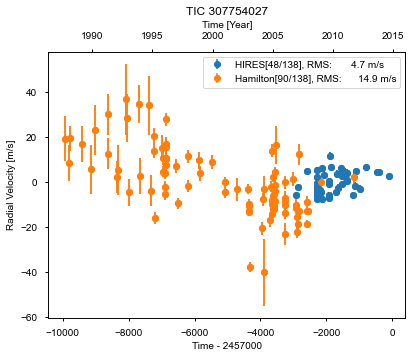 TIC 307754027
Time [Year]
1990 1995 2000 2005 2010 2015
HIRES[48/138], RMS: 4.7 m/s
Hamilton[90/138], RMS: 14.9 m/s
Radial Velocity [m/s]
40
20
0
−20
−40
−60
−10000 −8000 −6000 −4000 −2000 0
Time - 2457000